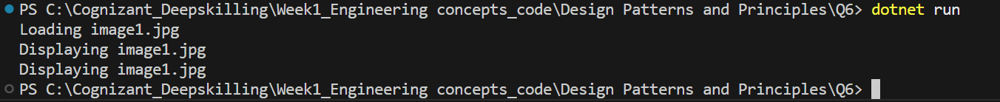 PS C:\Cognizant_Deepskilling\Week1_Engineering concepts_code\Design Patterns and Principles\Q6> dotnet run
Loading image1.jpg
Displaying image1.jpg
Displaying image1.jpg
PS C:\Cognizant_Deepskilling\Week1_Engineering concepts_code\Design Patterns and Principles\Q6>